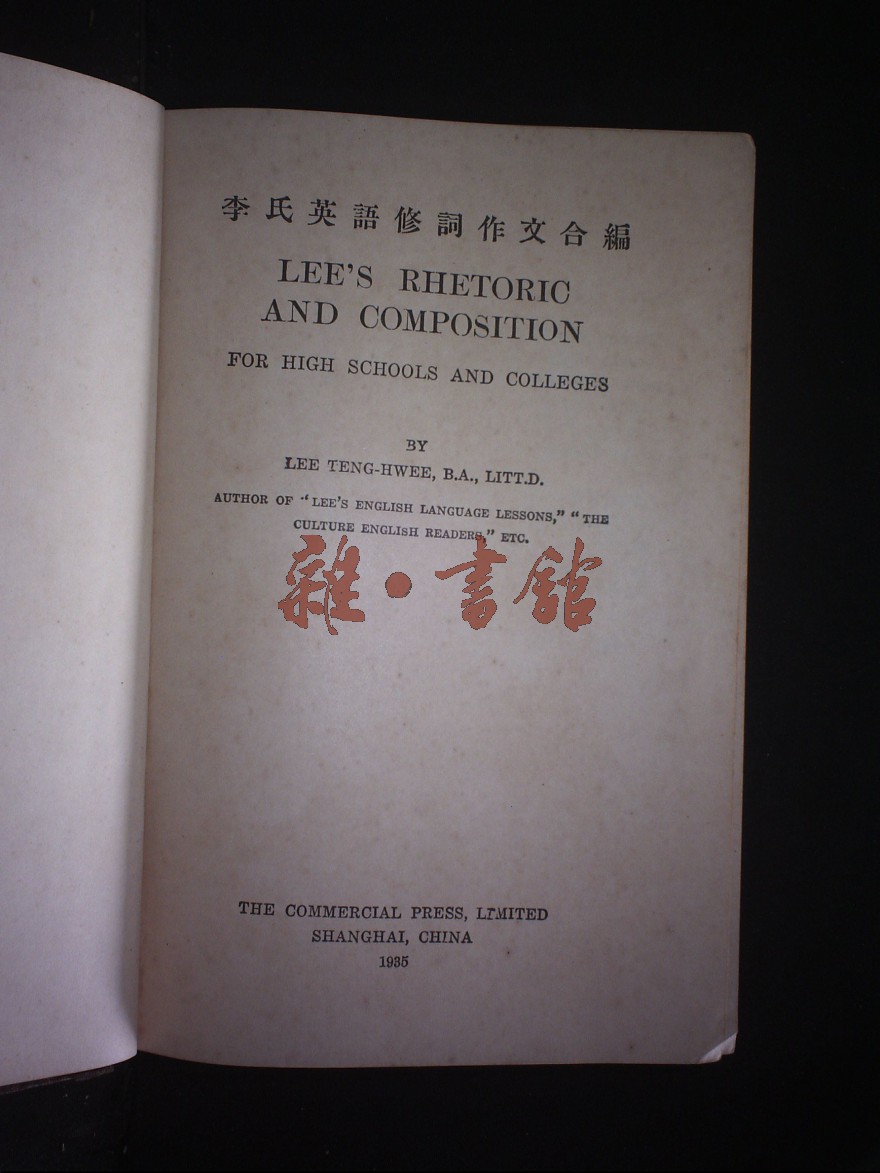 李氏英語修詞作文合編
LEE'S RHETORIC
AND COMPOSITION
FOR HIGH SCHOOLS AND COLLEGES
BY
LEE TENG-HWEE, B.A., LITT.D.
AUTHOR OF "LEE'S ENGLISH LANGUAGE LESSONS," "THE
CULTURE ENGLISH READERS," ETC.
雜·書館
THE COMMERCIAL PRESS, LIMITED
SHANGHAI, CHINA
1935